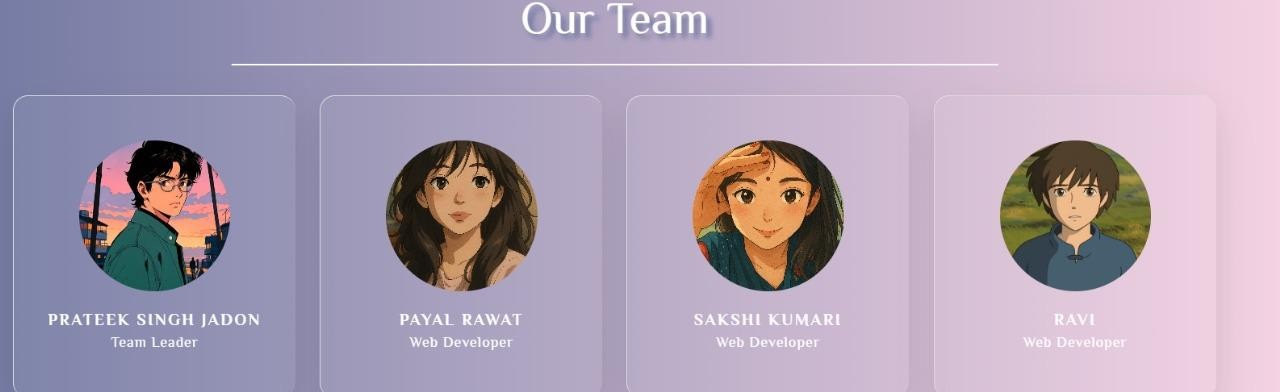 Our Team
PRATEEK SINGH JADON
Team Leader
PAYAL RAWAT
Web Developer
SAKSHI KUMARI
Web Developer
RAVI
Web Developer